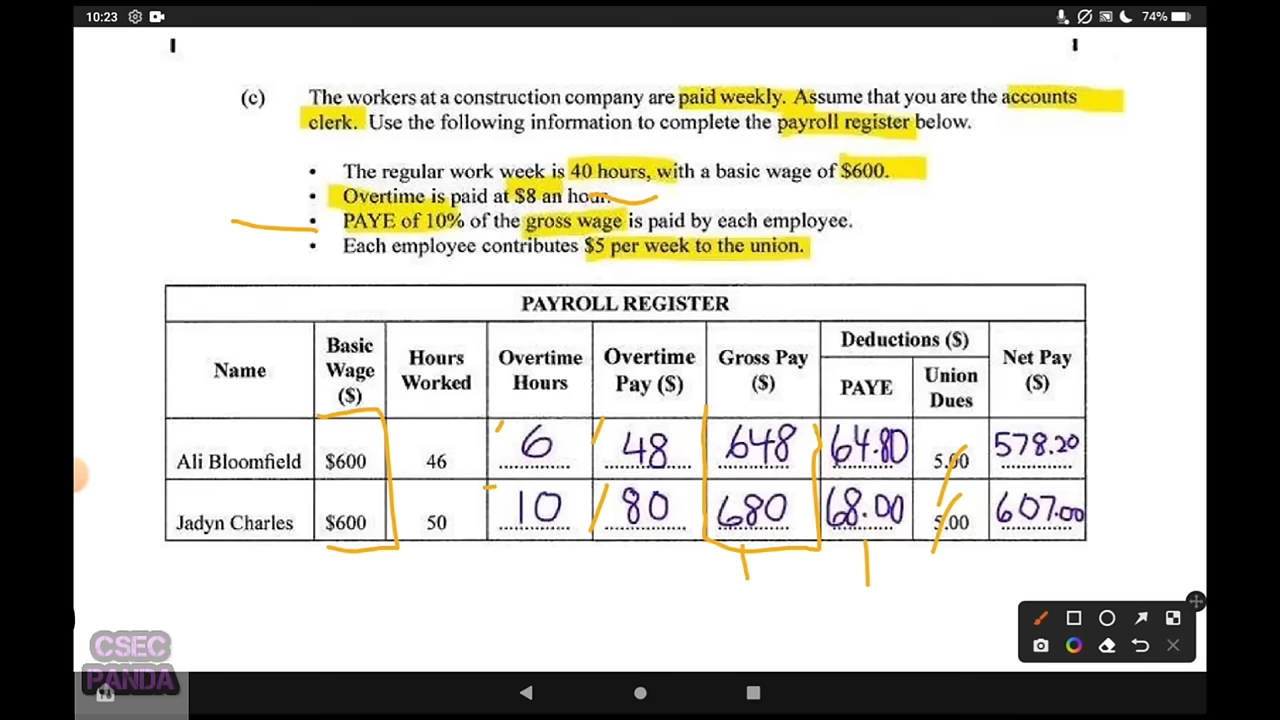 10:23
74%
(c) The workers at a construction company are paid weekly. Assume that you are the accounts
clerk. Use the following information to complete the payroll register below.
• The regular work week is 40 hours, with a basic wage of $600.
• Overtime is paid at $8 an hour.
• PAYE of 10% of the gross wage is paid by each employee.
• Each employee contributes $5 per week to the union.
PAYROLL REGISTER
Name Basic Wage ($) Hours Worked Overtime Hours Overtime Pay ($) Gross Pay ($) Deductions ($) PAYE Union Dues Net Pay ($)
Ali Bloomfield $600 46 6 48 648 64.80 5.00 578.20
Jadyn Charles $600 50 10 80 680 68.00 5.00 607.00
CSEC
PANDA